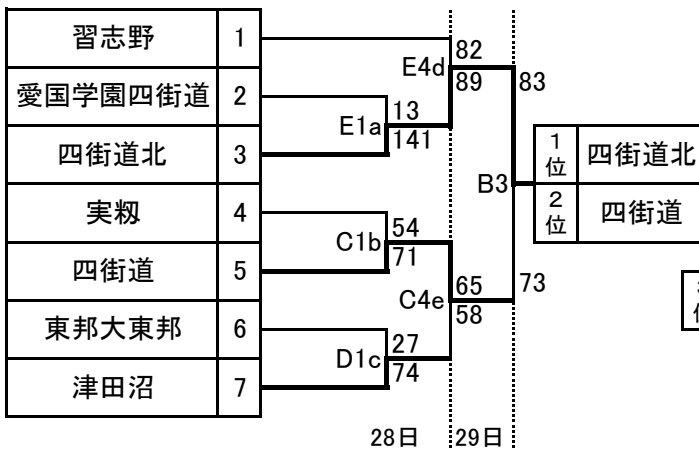 習志野 1
愛国学園四街道 2
四街道北 3
実籾 4
四街道 5
東邦大東邦 6
津田沼 7
E1a
13
141
C1b
54
71
D1c
27
74
E4d
82
89
C4e
65
58
B3
83
73
1位 四街道北
2位 四街道
28日
29日